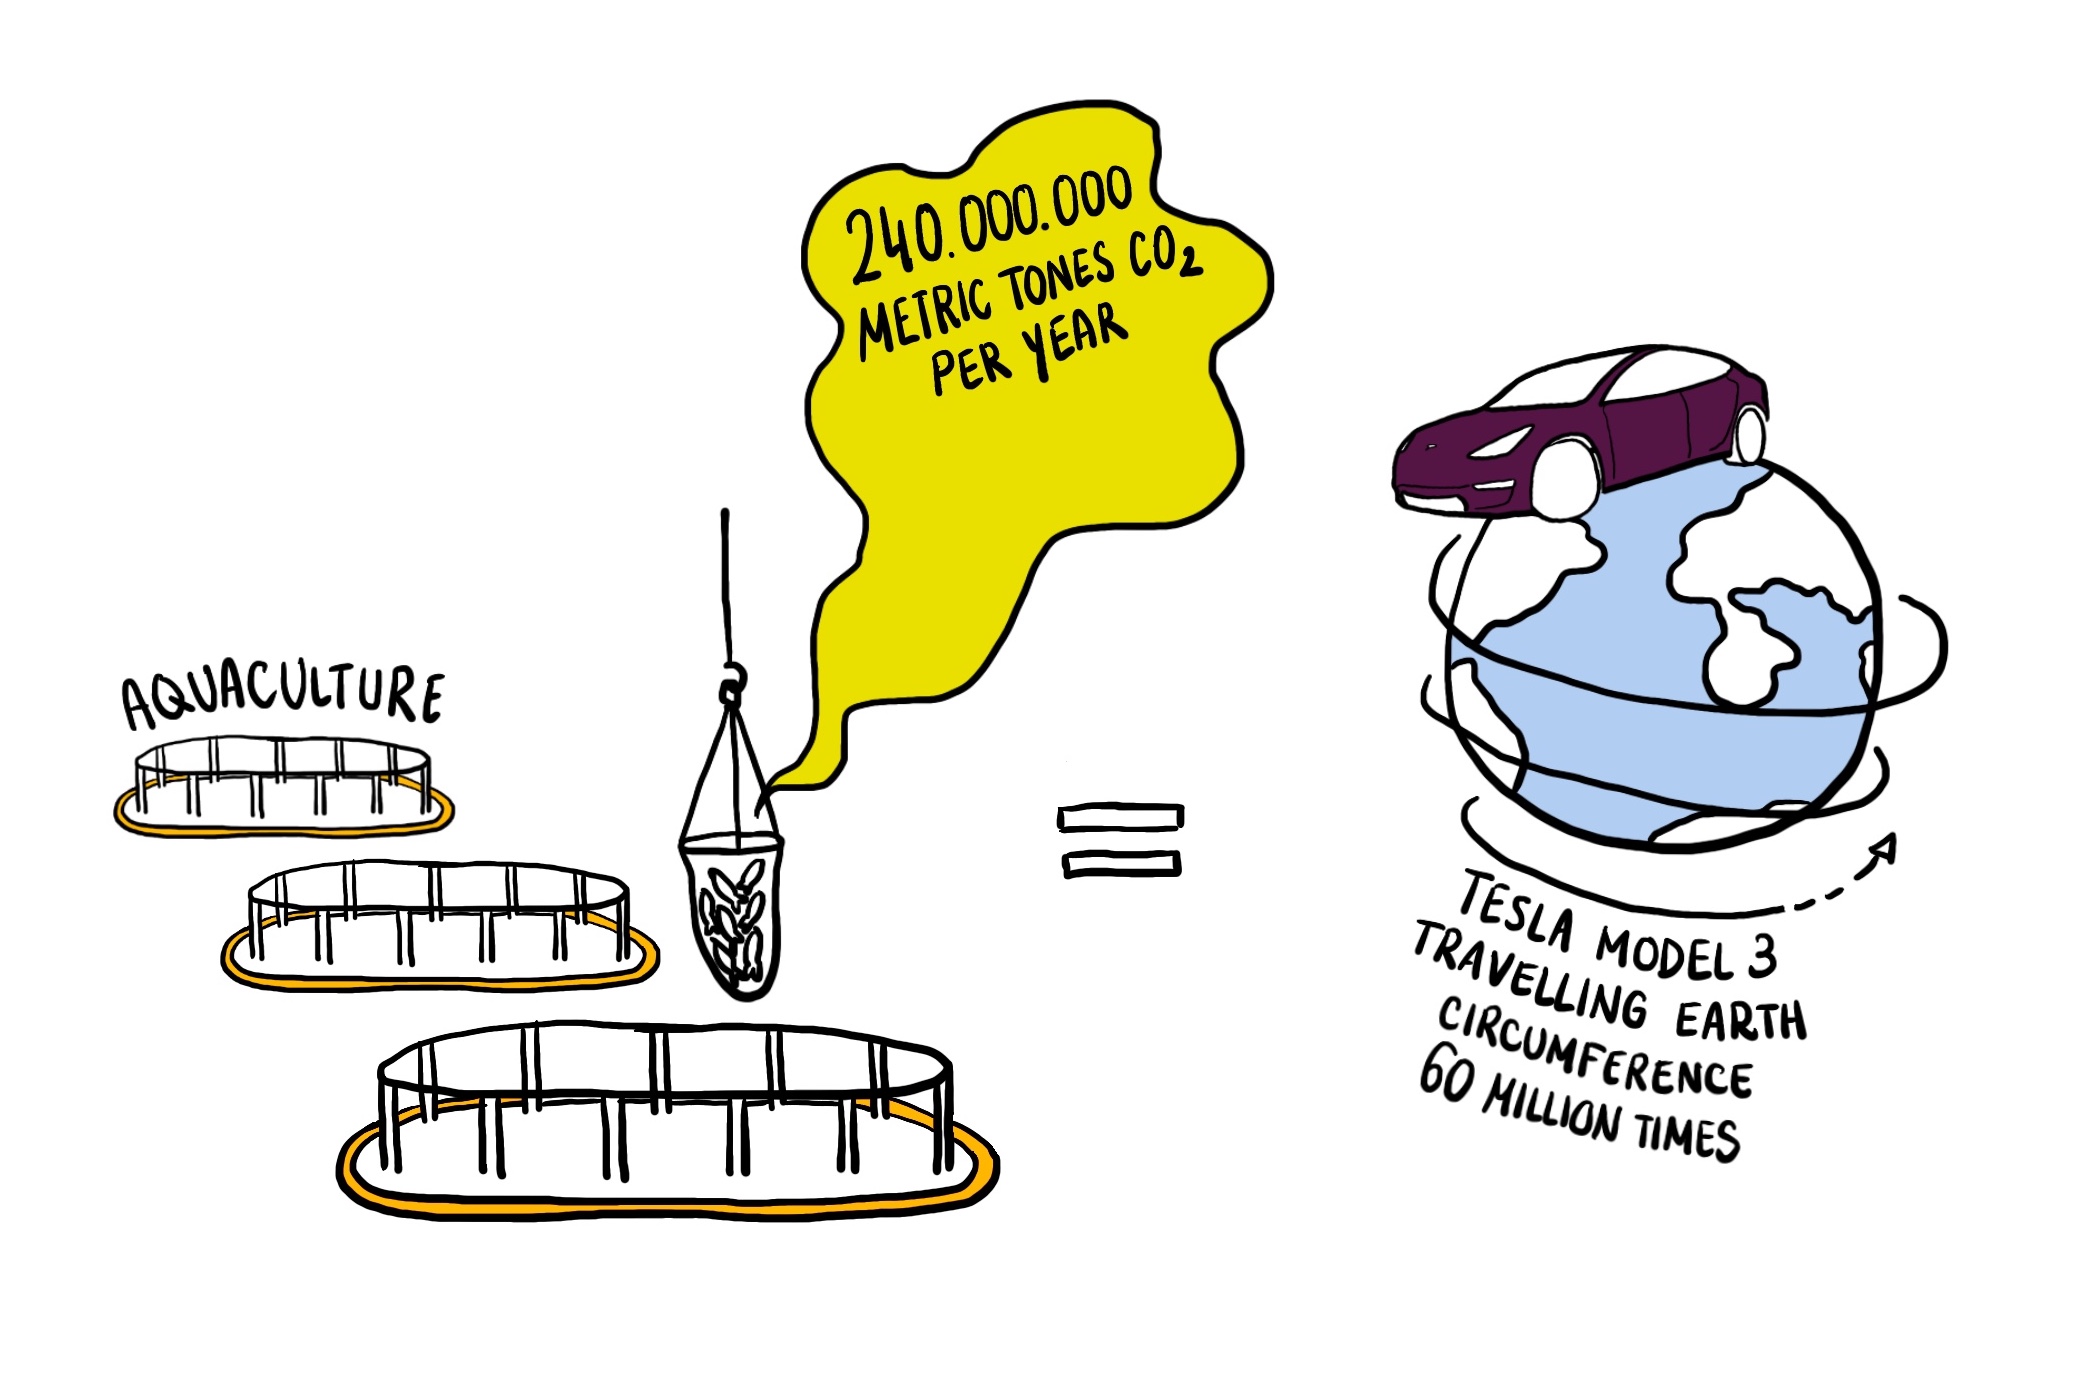 AQUACULTURE
240.000.000
METRIC TONES CO2
PER YEAR
TESLA MODEL 3
TRAVELLING EARTH
CIRCUMFERENCE
60 MILLION TIMES